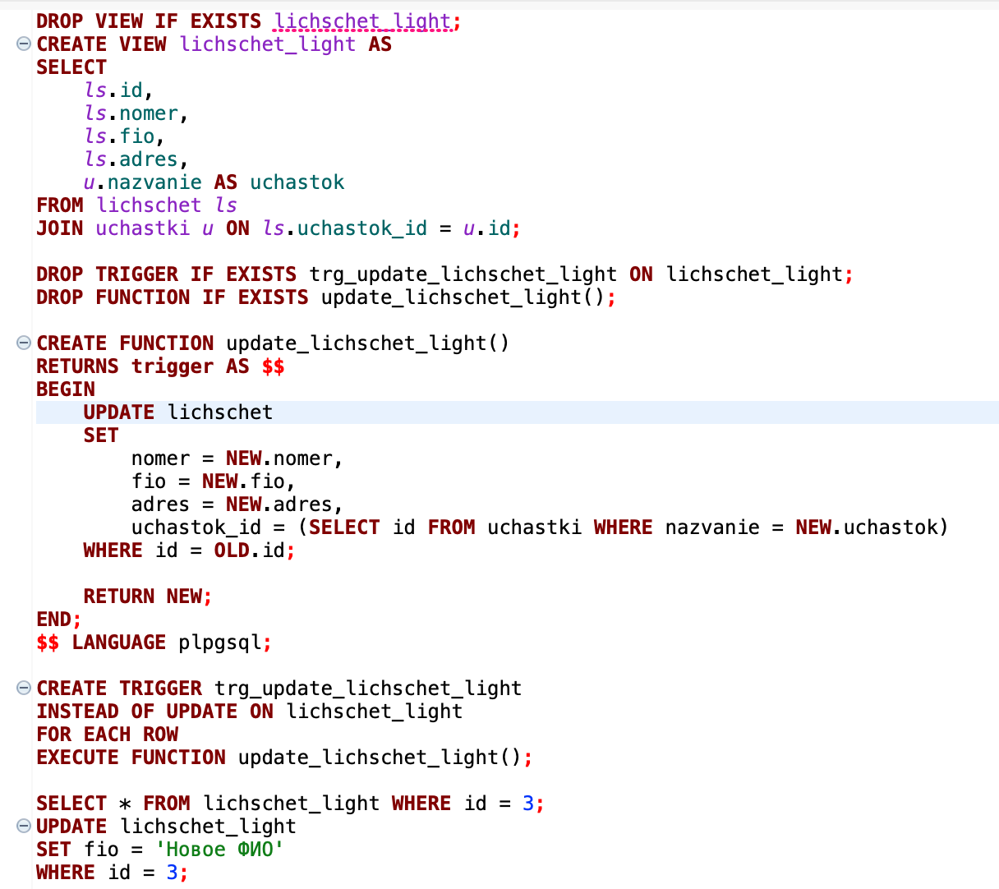 DROP VIEW IF EXISTS lichschet_light;
CREATE VIEW lichschet_light AS
SELECT
    ls.id,
    ls.nomer,
    ls.fio,
    ls.adres,
    u.nazvanie AS uchastok
FROM lichschet ls
JOIN uchastki u ON ls.uchastok_id = u.id;

DROP TRIGGER IF EXISTS trg_update_lichschet_light ON lichschet_light;
DROP FUNCTION IF EXISTS update_lichschet_light();

CREATE FUNCTION update_lichschet_light()
RETURNS trigger AS $$
BEGIN
    UPDATE lichschet
    SET
        nomer = NEW.nomer,
        fio = NEW.fio,
        adres = NEW.adres,
        uchastok_id = (SELECT id FROM uchastki WHERE nazvanie = NEW.uchastok)
    WHERE id = OLD.id;

    RETURN NEW;
END;
$$ LANGUAGE plpgsql;

CREATE TRIGGER trg_update_lichschet_light
INSTEAD OF UPDATE ON lichschet_light
FOR EACH ROW
EXECUTE FUNCTION update_lichschet_light();

SELECT * FROM lichschet_light WHERE id = 3;
UPDATE lichschet_light
SET fio = 'Новое ФИО'
WHERE id = 3;